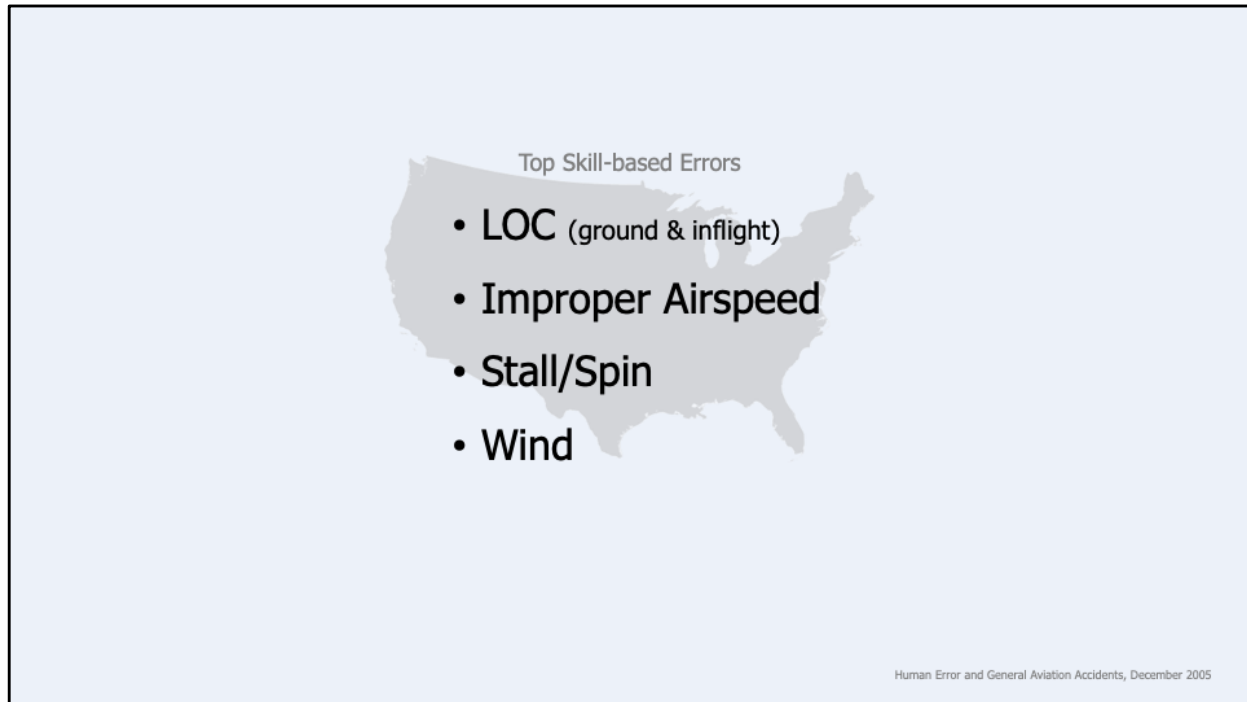 Top Skill-based Errors
• LOC (ground & inflight)
• Improper Airspeed
• Stall/Spin
• Wind
Human Error and General Aviation Accidents, December 2005